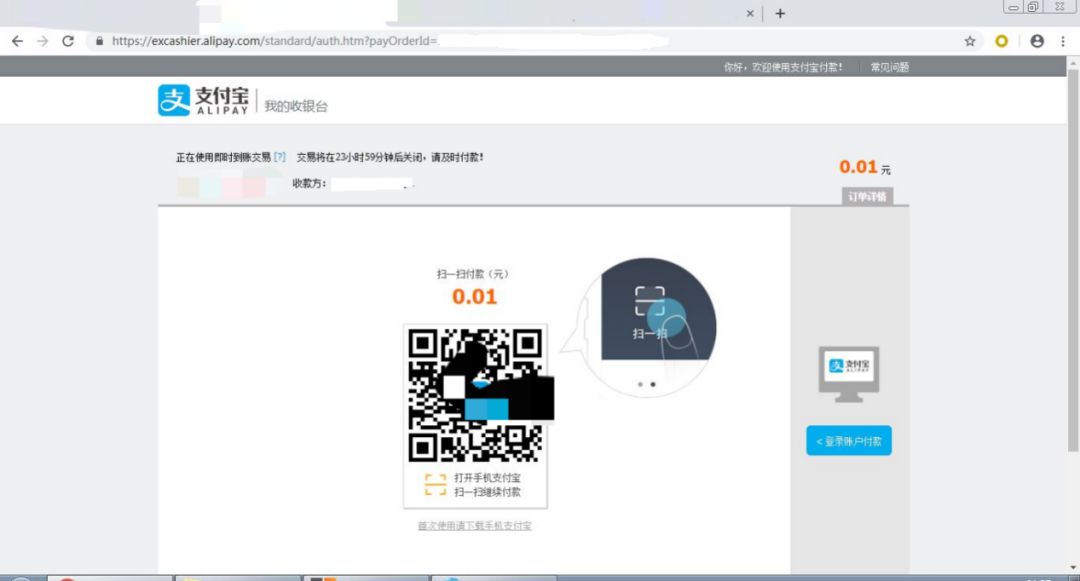 https://excashier.alipay.com/standard/auth.htm?payOrderId=
你好，欢迎使用支付宝付款！ 常见问题
支付宝
ALIPAY
我的收银台
正在使用即时到账交易 [?] 交易将在23小时59分钟后关闭，请及时付款！
收款方：
0.01 元
订单详情
扫一扫付款（元）
0.01
扫一扫
打开手机支付宝
扫一扫继续付款
首次使用请下载手机支付宝
支付宝
ALIPAY
< 登录账户付款